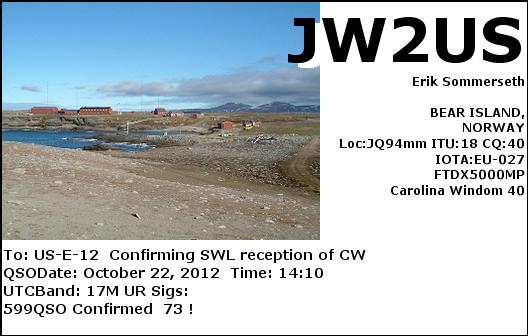 JW2US
Erik Sommerseth
BEAR ISLAND,
NORWAY
Loc:JQ94mm ITU:18 CQ:40
IOTA:EU-027
FTDX5000MP
Carolina Windom 40
To: US-E-12 Confirming SWL reception of CW
QSODate: October 22, 2012 Time: 14:10
UTCBand: 17M UR Sigs:
599QSO Confirmed 73 !